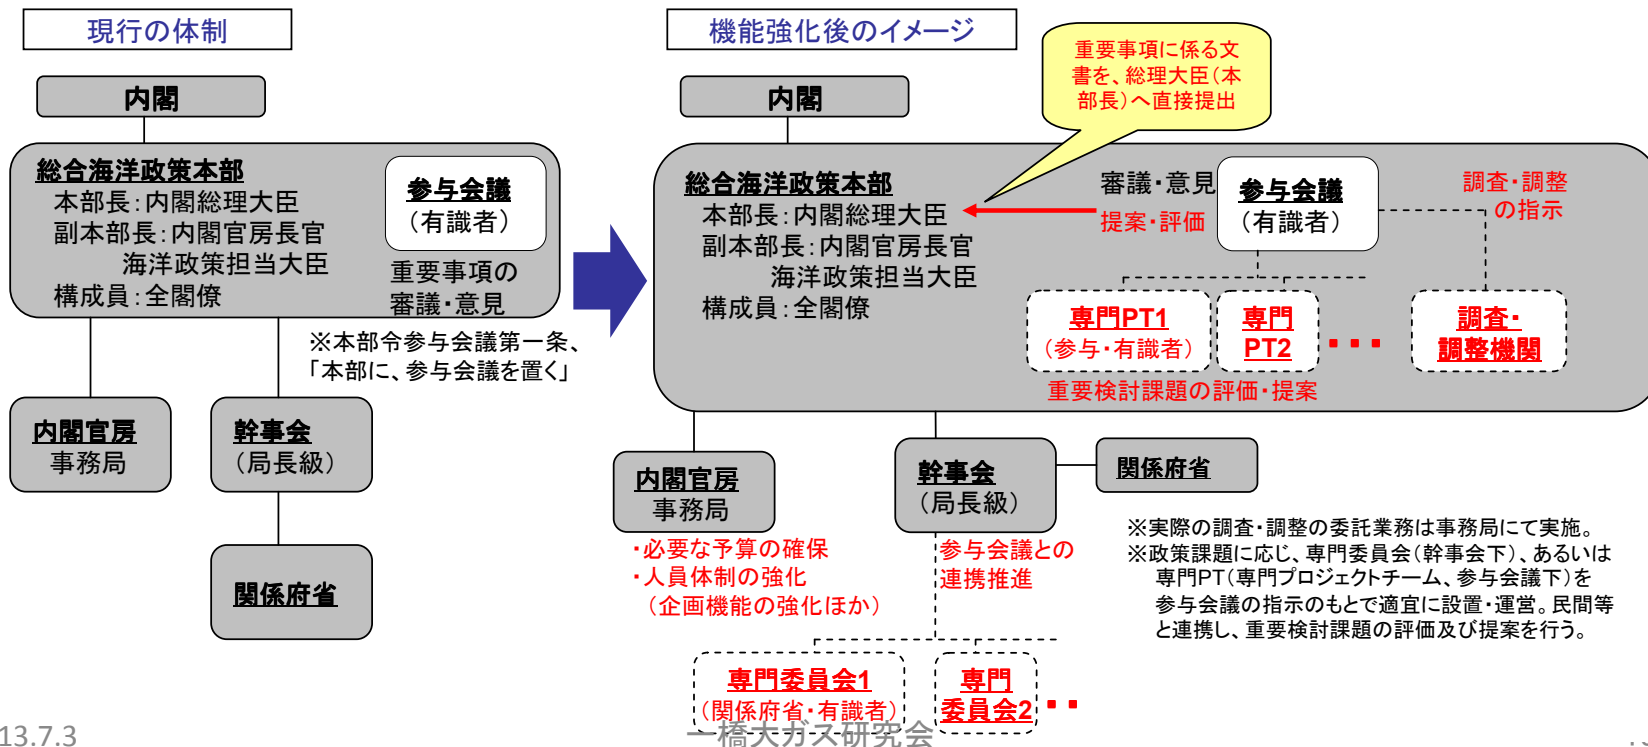 現行の体制
内閣
総合海洋政策本部
本部長：内閣総理大臣
副本部長：内閣官房長官
海洋政策担当大臣
構成員：全閣僚
参与会議
（有識者）
重要事項の
審議・意見
※本部令参与会議第一条、
「本部に、参与会議を置く」
内閣官房
事務局
幹事会
（局長級）
関係府省
機能強化後のイメージ
重要事項に係る文
書を、総理大臣（本
部長）へ直接提出
内閣
総合海洋政策本部
本部長：内閣総理大臣
副本部長：内閣官房長官
海洋政策担当大臣
構成員：全閣僚
審議・意見
提案・評価
参与会議
（有識者）
調査・調整
の指示
専門PT1
（参与・有識者）
専門
PT2
・・・
調査・
調整機関
重要検討課題の評価・提案
内閣官房
事務局
・必要な予算の確保
・人員体制の強化
（企画機能の強化ほか）
幹事会
（局長級）
関係府省
参与会議との
連携推進
※実際の調査・調整の委託業務は事務局にて実施。
※政策課題に応じ、専門委員会（幹事会下）、あるいは
専門PT（専門プロジェクトチーム、参与会議下）を
参与会議の指示のもとで適宜に設置・運営。民間等
と連携し、重要検討課題の評価及び提案を行う。
専門委員会1
（関係府省・有識者）
専門
委員会2
・・
13.7.3
一橋大ガス研究会